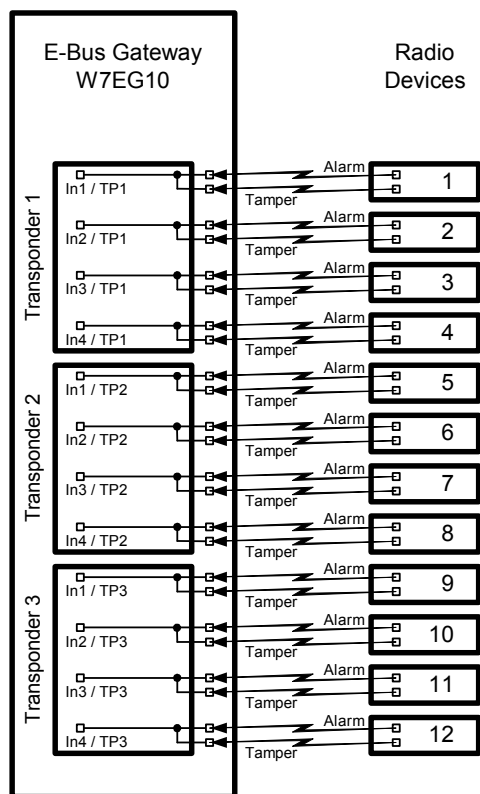 E-Bus Gateway
W7EG10
Radio
Devices
Transponder 1
In1 / TP1
Alarm
Tamper
1
In2 / TP1
Alarm
Tamper
2
In3 / TP1
Alarm
Tamper
3
In4 / TP1
Alarm
Tamper
4
Transponder 2
In1 / TP2
Alarm
Tamper
5
In2 / TP2
Alarm
Tamper
6
In3 / TP2
Alarm
Tamper
7
In4 / TP2
Alarm
Tamper
8
Transponder 3
In1 / TP3
Alarm
Tamper
9
In2 / TP3
Alarm
Tamper
10
In3 / TP3
Alarm
Tamper
11
In4 / TP3
Alarm
Tamper
12